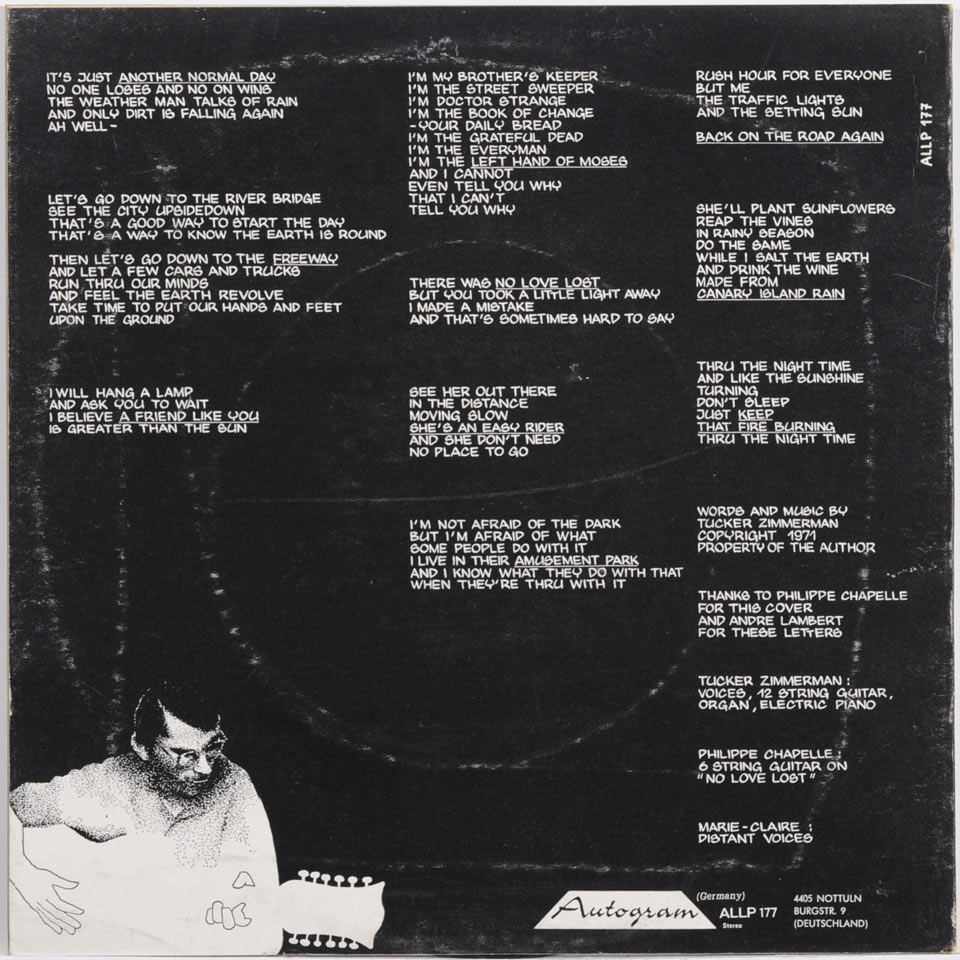 IT'S JUST ANOTHER NORMAL DAY
NO ONE LOSES AND NO ON WINS
THE WEATHER MAN TALKS OF RAIN
AND ONLY DIRT IS FALLING AGAIN
AH WELL-
LET'S GO DOWN TO THE RIVER BRIDGE
SEE THE CITY UPSIDEDOWN
THAT'S A GOOD WAY TO START THE DAY
THAT'S A WAY TO KNOW THE EARTH IS ROUND
THEN LET'S GO DOWN TO THE FREEWAY
AND LET A FEW CARS AND TRUCKS
RUN THRU OUR MINDS
AND FEEL THE EARTH REVOLVE
TAKE TIME TO PUT OUR HANDS AND FEET
UPON THE GROUND
I WILL HANG A LAMP
AND ASK YOU TO WAIT
I BELIEVE A FRIEND LIKE YOU
IS GREATER THAN THE SUN
I'M MY BROTHER'S KEEPER
I'M THE STREET SWEEPER
I'M DOCTOR STRANGE
I'M THE BOOK OF CHANGE
-YOUR DAILY BREAD
I'M THE GRATEFUL DEAD
I'M THE EVERYMAN
I'M THE LEFT HAND OF MOSES
AND I CANNOT
EVEN TELL YOU WHY
THAT I CAN'T
TELL YOU WHY
THERE WAS NO LOVE LOST
BUT YOU TOOK A LITTLE LIGHT AWAY
I MADE A MISTAKE
AND THAT'S SOMETIMES HARD TO SAY
SEE HER OUT THERE
IN THE DISTANCE
MOVING SLOW
SHE'S AN EASY RIDER
AND SHE DON'T NEED
NO PLACE TO GO
I'M NOT AFRAID OF THE DARK
BUT I'M AFRAID OF WHAT
SOME PEOPLE DO WITH IT
I LIVE IN THEIR AMUSEMENT PARK
AND I KNOW WHAT THEY DO WITH THAT
WHEN THEY'RE THRU WITH IT
RUSH HOUR FOR EVERYONE
BUT ME
THE TRAFFIC LIGHTS
AND THE SETTING SUN
BACK ON THE ROAD AGAIN
SHE'LL PLANT SUNFLOWERS
REAP THE VINES
IN RAINY SEASON
DO THE SAME
WHILE I SALT THE EARTH
AND DRINK THE WINE
MADE FROM
CANARY ISLAND RAIN
THRU THE NIGHT TIME
AND LIKE THE SUNSHINE
TURNING
DON'T SLEEP
JUST KEEP
THAT FIRE BURNING
THRU THE NIGHT TIME
WORDS AND MUSIC BY
TUCKER ZIMMERMAN
COPYRIGHT 1971
PROPERTY OF THE AUTHOR
THANKS TO PHILIPPE CHAPELLE
FOR THIS COVER
AND ANDRE LAMBERT
FOR THESE LETTERS
TUCKER ZIMMERMAN :
VOICES, 12 STRING GUITAR,
ORGAN, ELECTRIC PIANO
PHILIPPE CHAPELLE :
6 STRING GUITAR ON
"NO LOVE LOST"
MARIE-CLAIRE :
DISTANT VOICES
ALLP 177
Autogram
(Germany)
ALLP 177
Stereo
4405 NOTTULN
BURGSTR. 9
(DEUTSCHLAND)